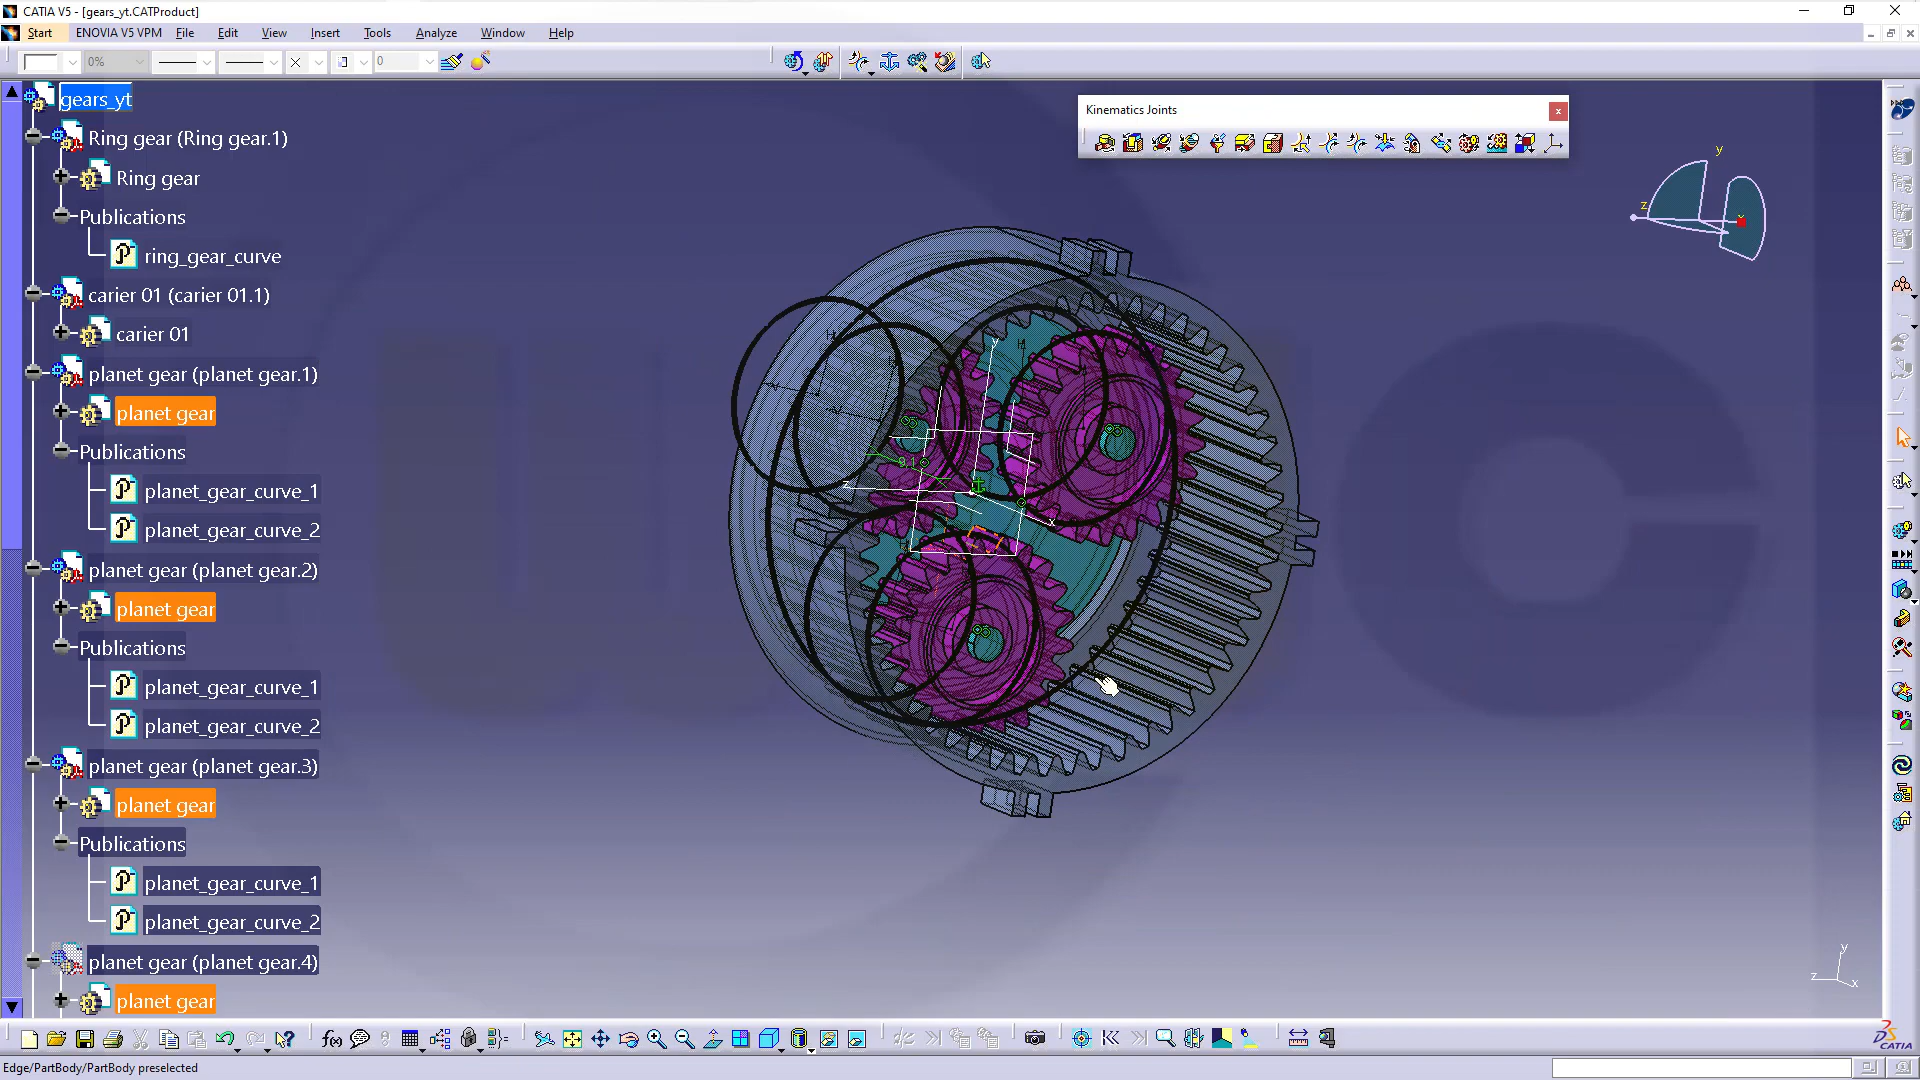 CATIA V5 - [gears_yt.CATProduct]
Start ENOVIA V5 VPM File Edit View Insert Tools Analyze Window Help
0% 0
gears_yt
Kinematics Joints
Ring gear (Ring gear.1)
Ring gear
Publications
ring_gear_curve
carier 01 (carier 01.1)
carier 01
planet gear (planet gear.1)
planet gear
Publications
planet_gear_curve_1
planet_gear_curve_2
planet gear (planet gear.2)
planet gear
Publications
planet_gear_curve_1
planet_gear_curve_2
planet gear (planet gear.3)
planet gear
Publications
planet_gear_curve_1
planet_gear_curve_2
planet gear (planet gear.4)
planet gear
y
z
x
y
z
x
y
z
x
CATIA
Edge/PartBody/PartBody preselected